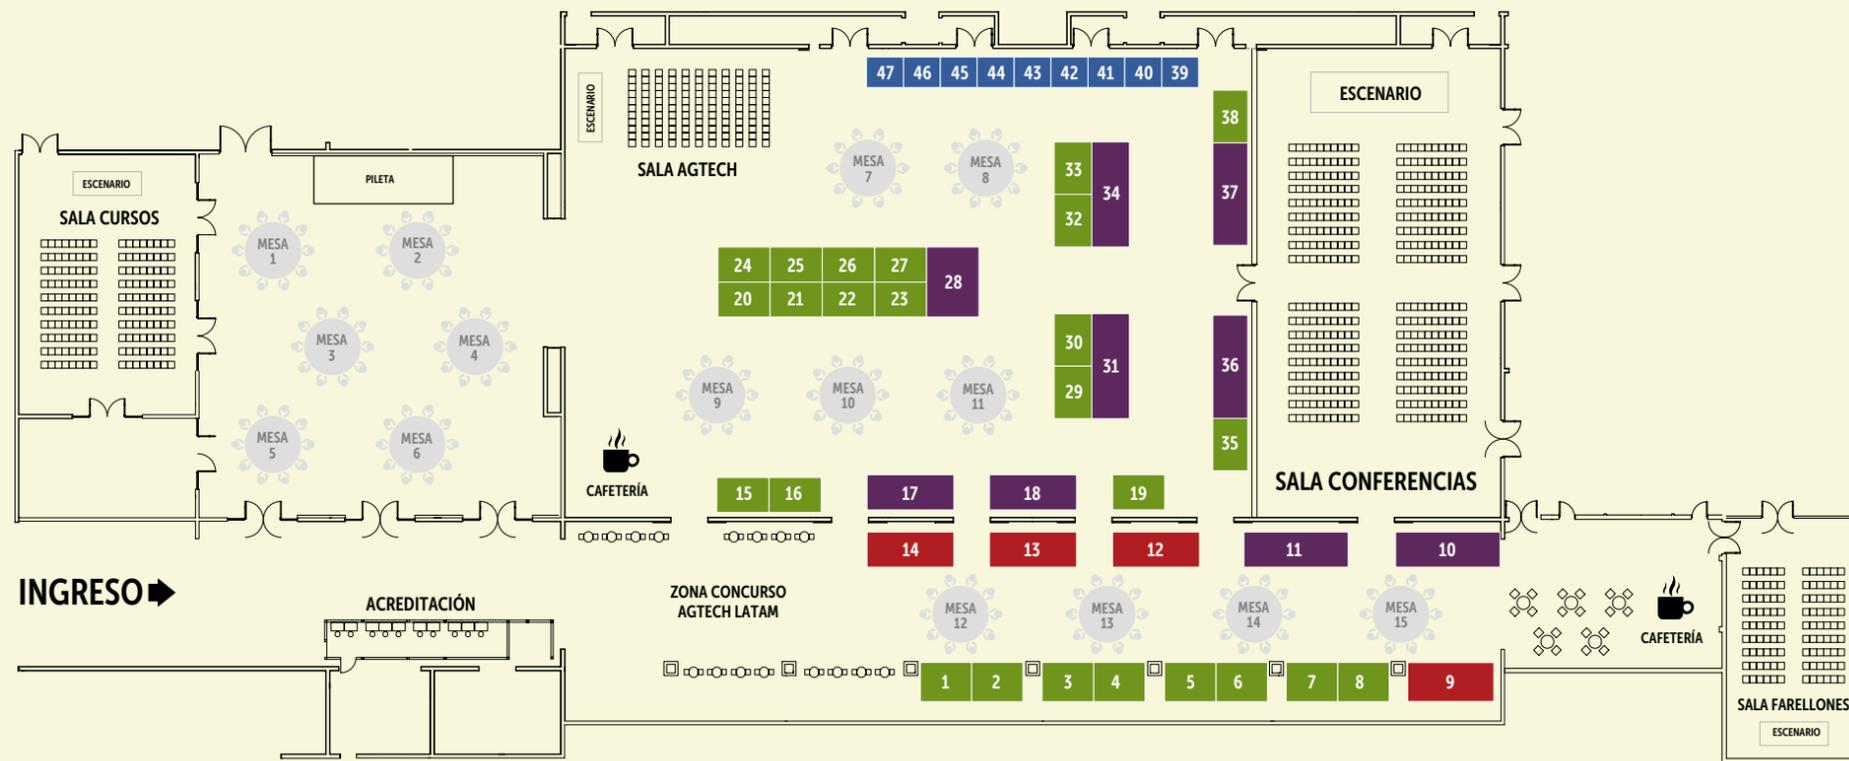 47 46 45 44 43 42 41 40 39
ESCENARIO
ESCENARIO
38
SALA AGTECH
MESA
7
MESA
8
33
34
32
37
ESCENARIO
PILETA
SALA CURSOS
MESA
1
MESA
2
24 25 26 27
28
20 21 22 23
MESA
3
MESA
4
30
31
29
36
MESA
9
MESA
10
MESA
11
MESA
5
MESA
6
35
CAFETERÍA
SALA CONFERENCIAS
15 16 17 18 19
14 13 12 11 10
INGRESO
ACREDITACIÓN
ZONA CONCURSO
AGTECH LATAM
MESA
12
MESA
13
MESA
14
MESA
15
CAFETERÍA
1 2 3 4 5 6 7 8 9
SALA FARELLONES
ESCENARIO